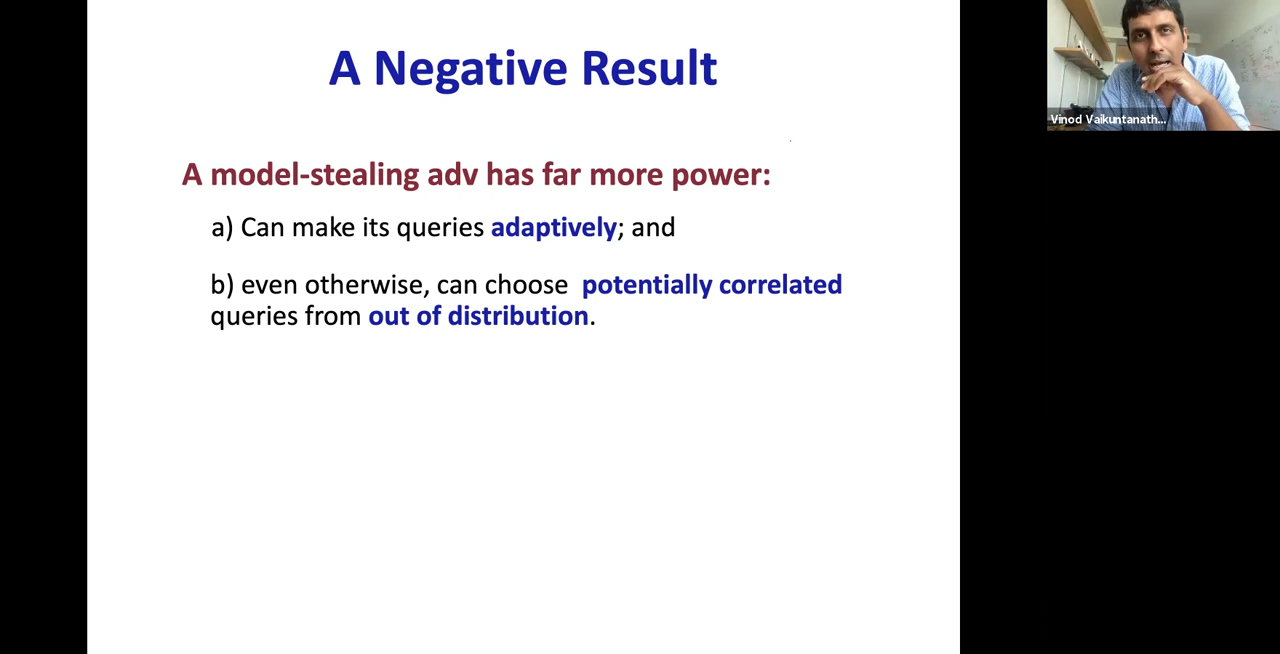 A Negative Result
Vinod Vaikuntanath...
A model-stealing adv has far more power:
a) Can make its queries adaptively; and
b) even otherwise, can choose potentially correlated
queries from out of distribution.